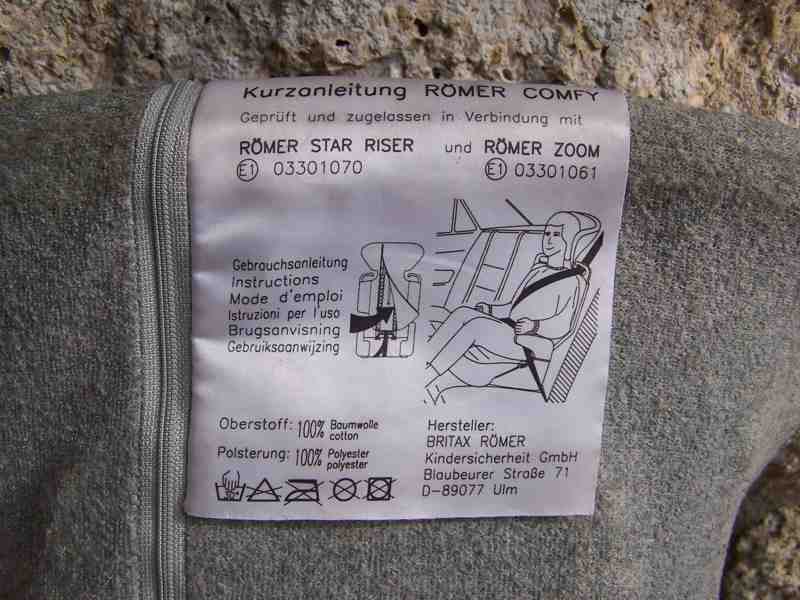 Kurzanleitung RÖMER COMFY
Geprüft und zugelassen in Verbindung mit
RÖMER STAR RISER und RÖMER ZOOM
E1 03301070 E1 03301061
Gebrauchsanleitung
Instructions
Mode d'emploi
Istruzioni per l'uso
Brugsanvisning
Gebruiksaanwijzing
Oberstoff: 100% Baumwolle
cotton
Polsterung: 100% Polyester
polyester
30°
Hersteller:
BRITAX RÖMER
Kindersicherheit GmbH
Blaubeurer Straße 71
D-89077 Ulm